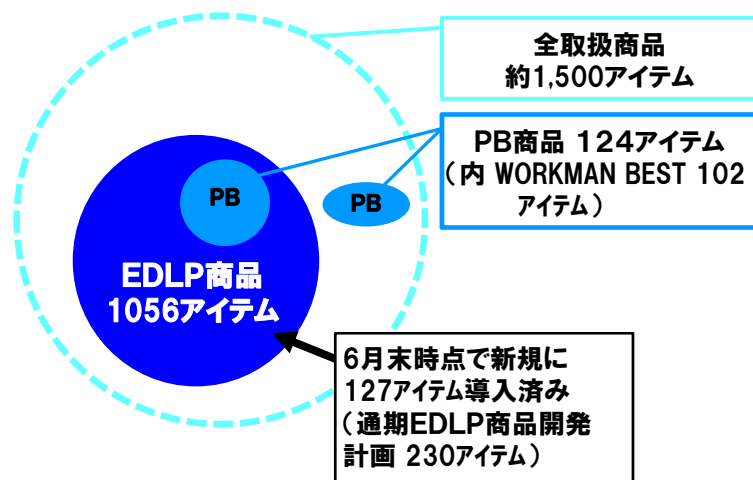 全取扱商品
約1,500アイテム
PB商品 124アイテム
（内 WORKMAN BEST 102
アイテム）
PB
PB
EDLP商品
1056アイテム
6月末時点で新規に
127アイテム導入済み
（通期EDLP商品開発
計画 230アイテム）